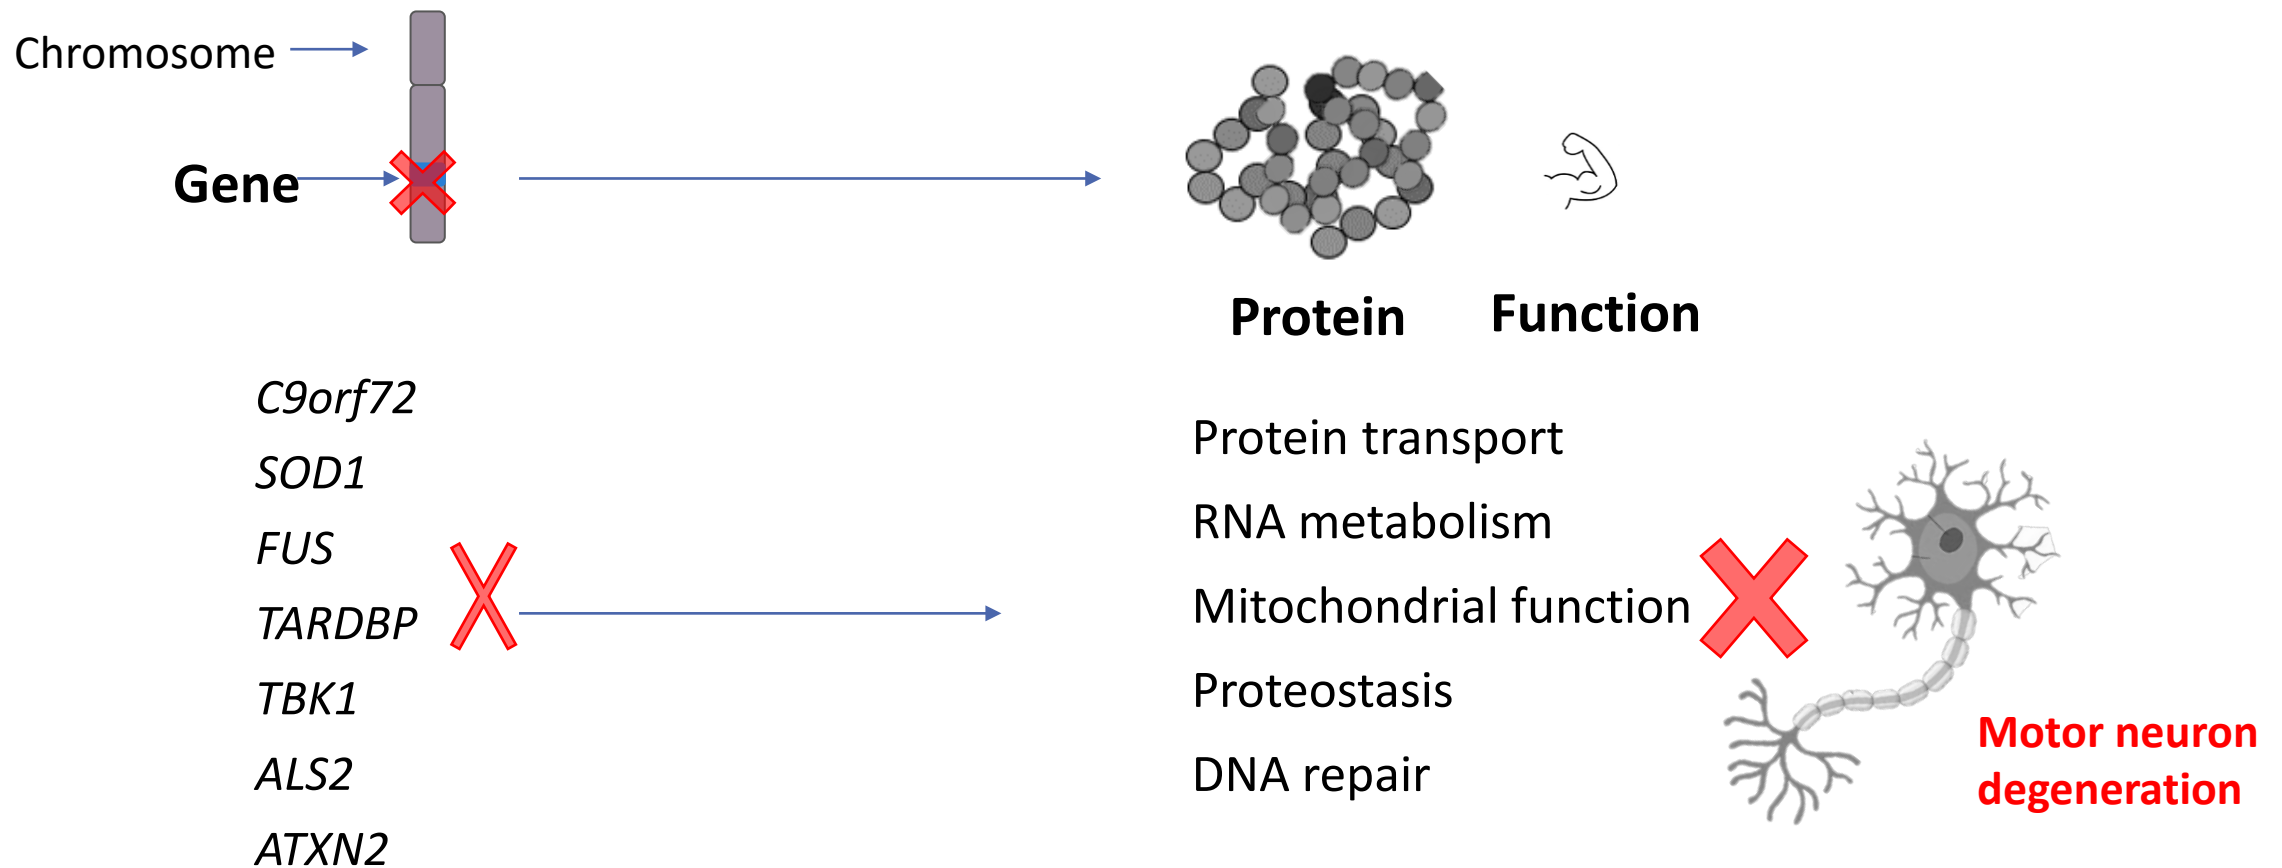 Chromosome
Gene
Protein
Function
C9orf72
SOD1
FUS
TARDBP
TBK1
ALS2
ATXN2
Protein transport
RNA metabolism
Mitochondrial function
Proteostasis
DNA repair
Motor neuron
degeneration